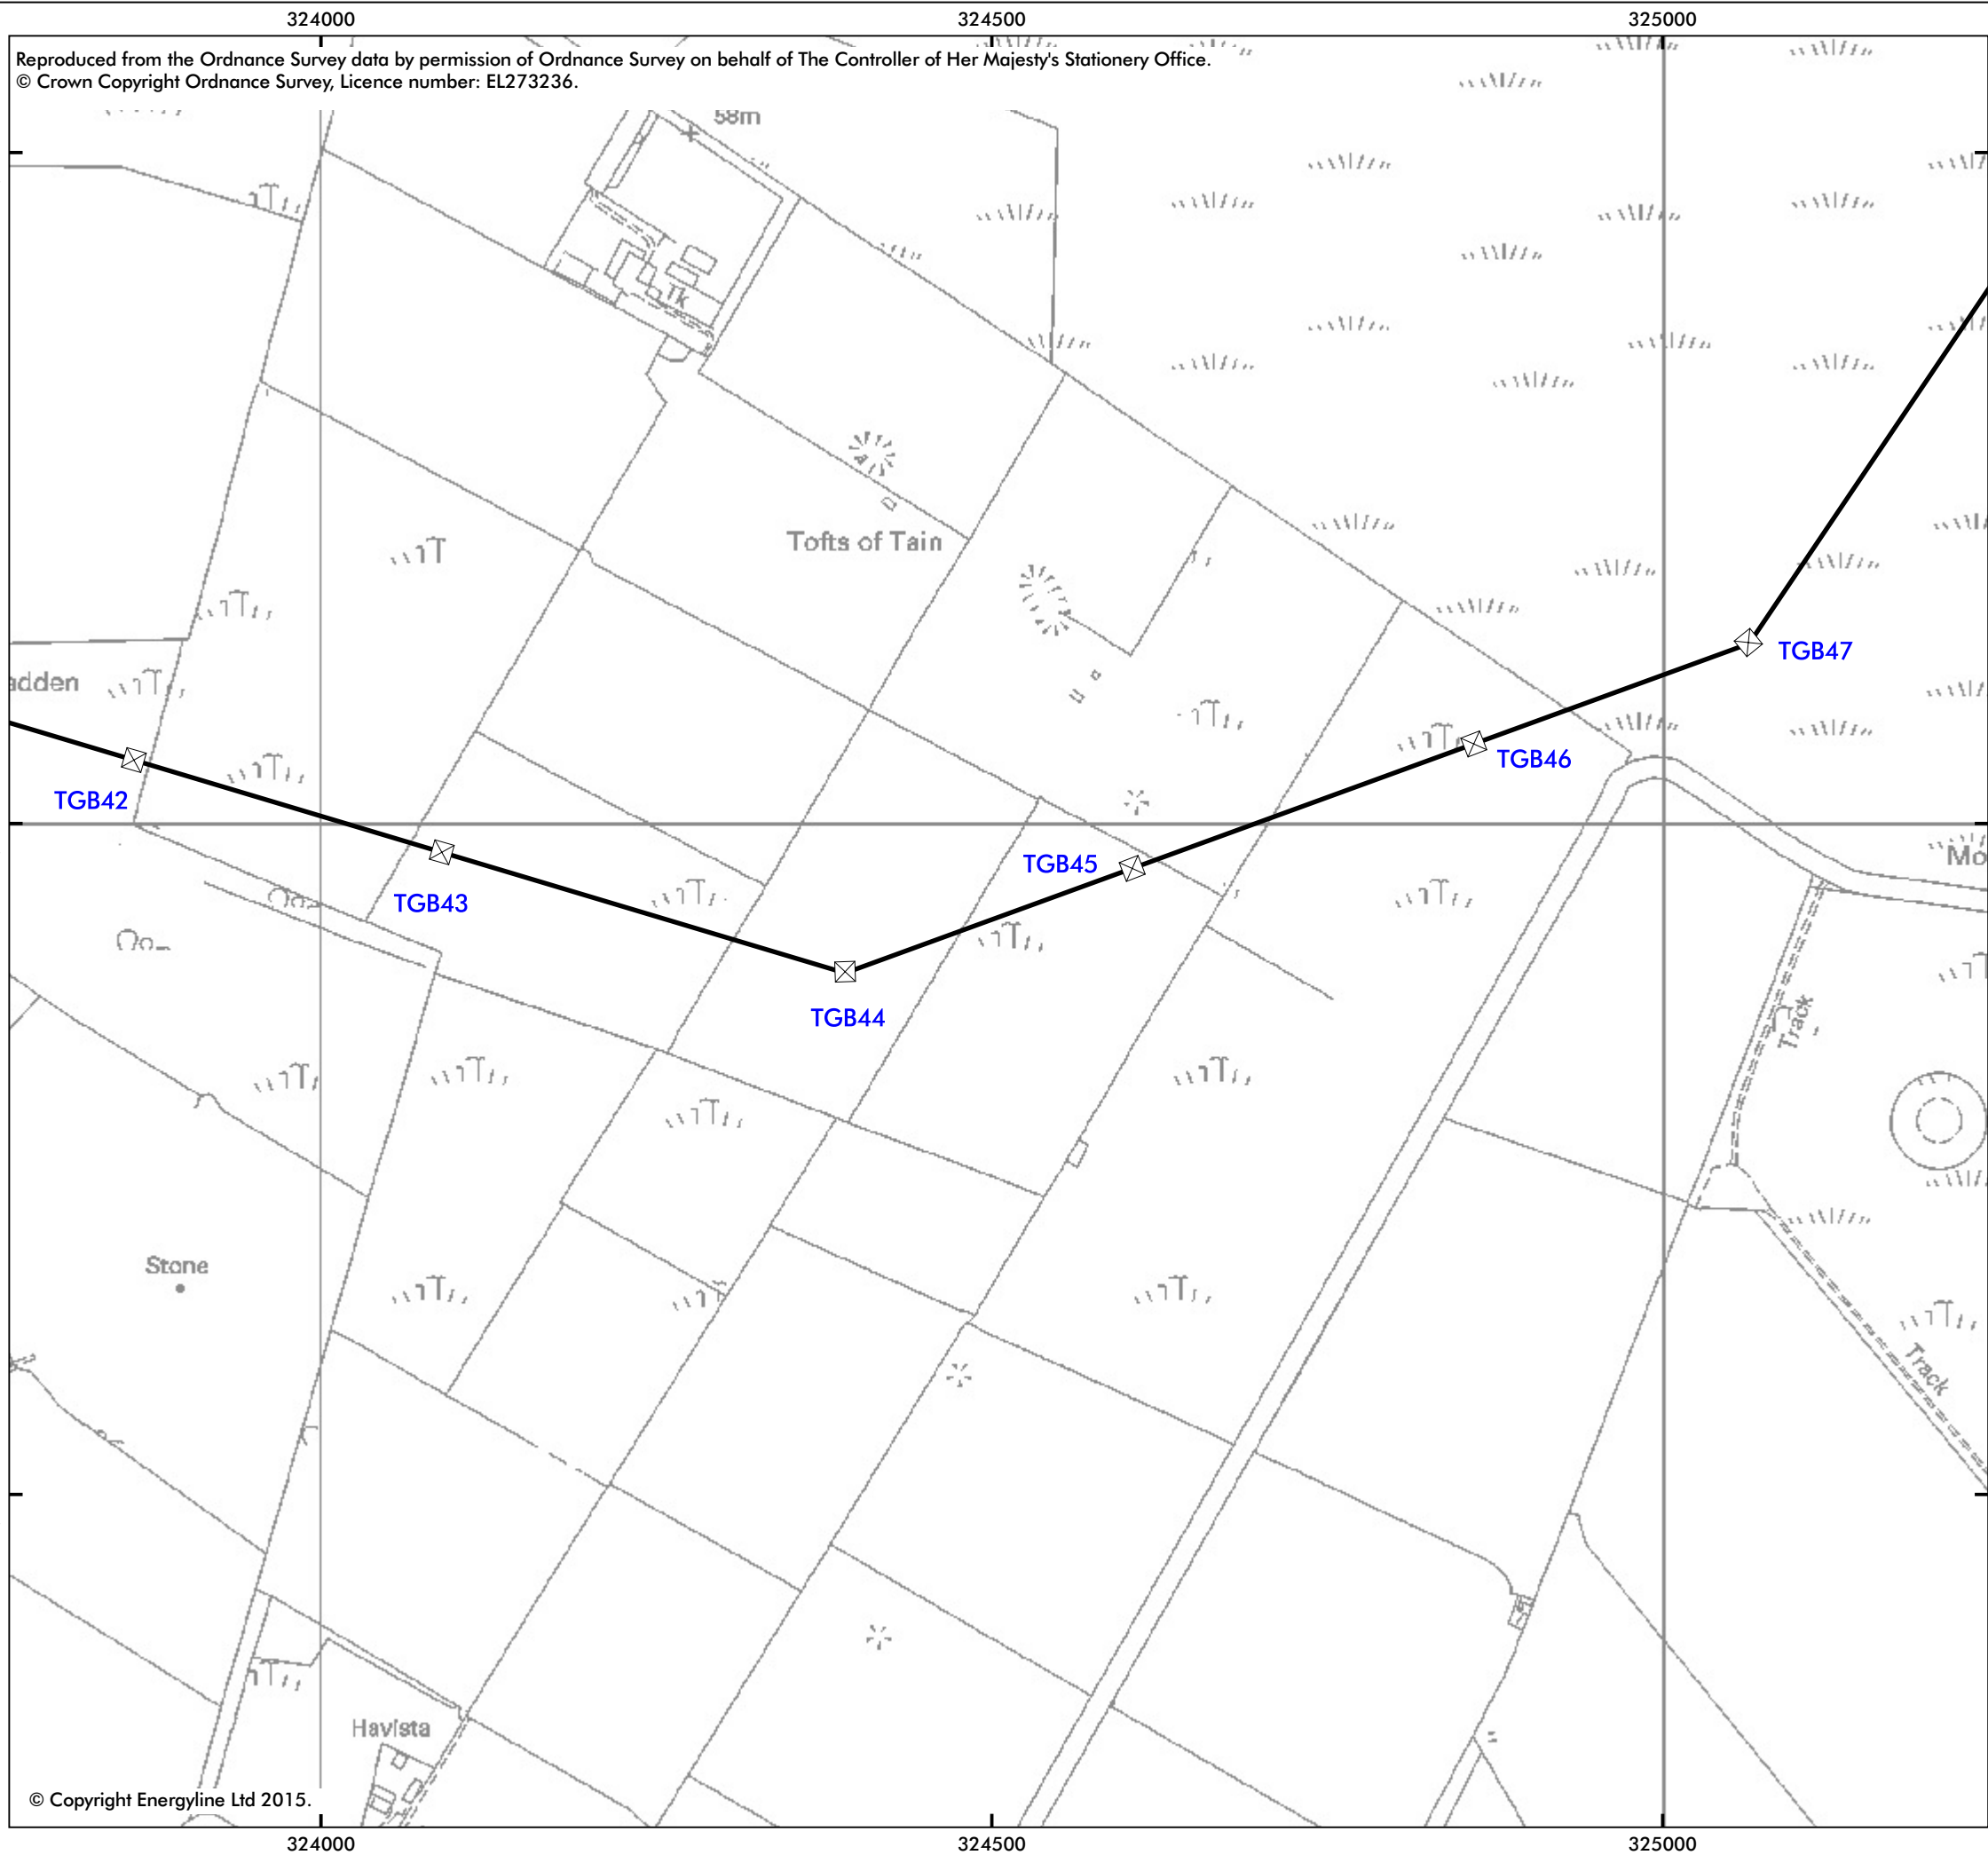 324000 324500 325000
Reproduced from the Ordnance Survey data by permission of Ordnance Survey on behalf of The Controller of Her Majesty's Stationery Office.
© Crown Copyright Ordnance Survey, Licence number: EL273236.
58m
Tk
Tofts of Tain
TGB47
adden
TGB46
TGB42
Mo
TGB45
TGB43
TGB44
Track
Stone
Track
Havista
© Copyright Energyline Ltd 2015.
324000 324500 325000